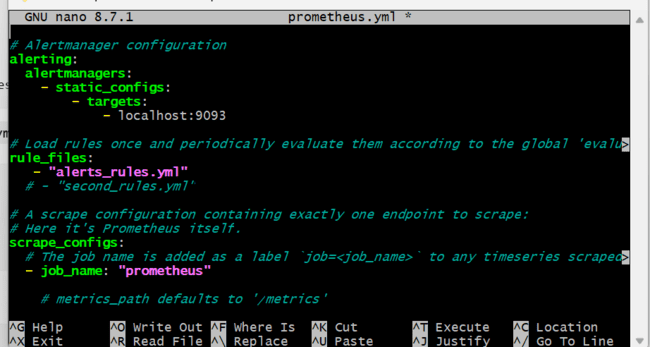 GNU nano 8.7.1 prometheus.yml *
# Alertmanager configuration
alerting:
  alertmanagers:
    - static_configs:
        - targets:
            - localhost:9093
# Load rules once and periodically evaluate them according to the global 'evalu>
rule_files:
   - "alerts_rules.yml"
  # - "second_rules.yml"
# A scrape configuration containing exactly one endpoint to scrape:
# Here it's Prometheus itself.
scrape_configs:
  # The job name is added as a label `job=<job_name>` to any timeseries scraped>
  - job_name: "prometheus"
    # metrics_path defaults to '/metrics'
^G Help ^O Write Out ^F Where Is ^K Cut ^T Execute ^C Location
^X Exit ^R Read File ^\ Replace ^U Paste ^J Justify ^/ Go To Line